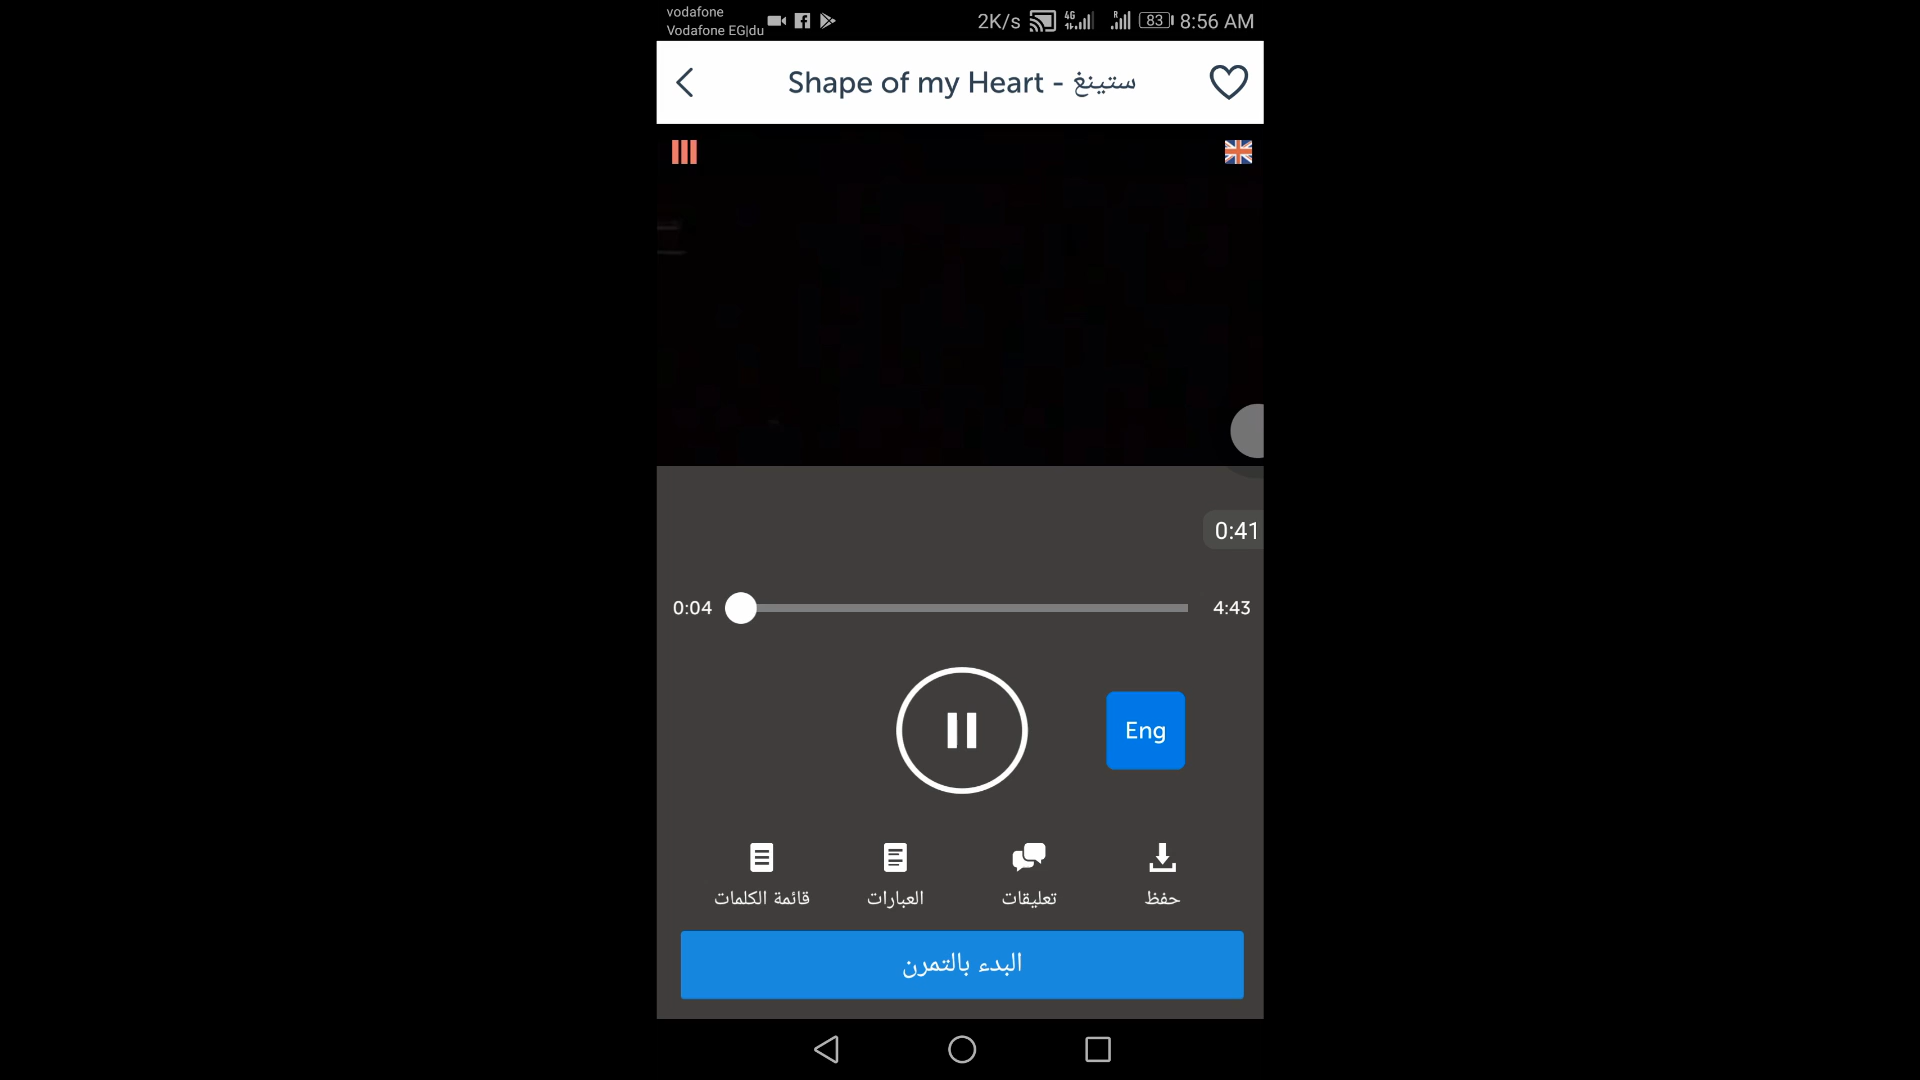 vodafone
Vodafone EG|du
2K/s
4G
R
83
8:56 AM
Shape of my Heart - ستينغ
0:41
0:04
4:43
Eng
قائمة الكلمات
العبارات
تعليقات
حفظ
البدء بالتمرن